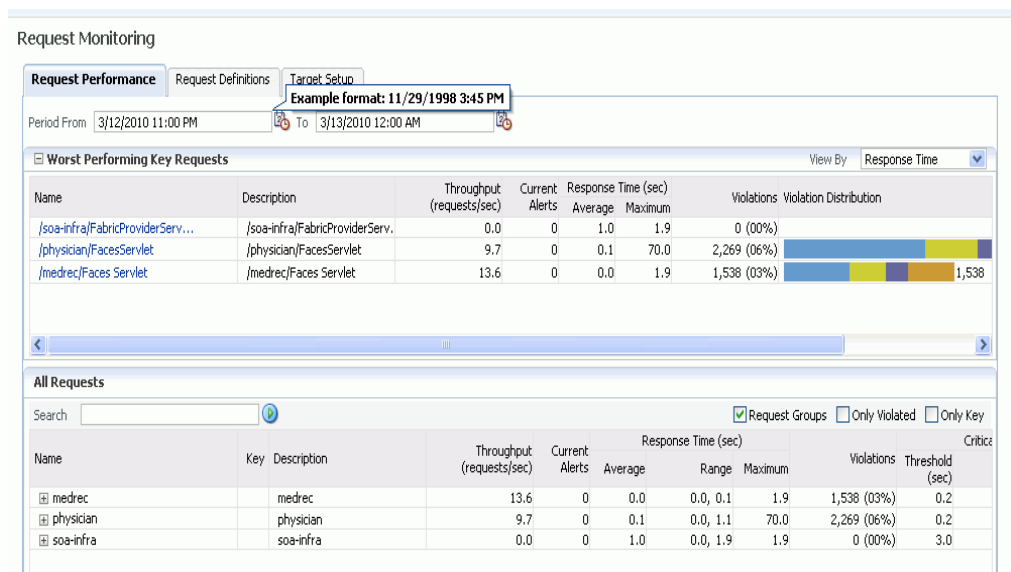 Request Monitoring
Request Performance Request Definitions Target Setup
Example format: 11/29/1998 3:45 PM
Period From 3/12/2010 11:00 PM To 3/13/2010 12:00 AM
Worst Performing Key Requests View By Response Time
Name Description Throughput (requests/sec) Current Alerts Response Time (sec) Average Maximum Violations Violation Distribution
/soa-infra/FabricProviderServ... /soa-infra/FabricProviderServ. 0.0 0 1.0 1.9 0 (00%)
/physician/FacesServlet /physician/FacesServlet 9.7 0 0.1 70.0 2,269 (06%)
/medrec/Faces Servlet /medrec/Faces Servlet 13.6 0 0.0 1.9 1,538 (03%) 1,538
All Requests
Search Request Groups Only Violated Only Key
Name Key Description Throughput (requests/sec) Current Alerts Response Time (sec) Average Range Maximum Violations Critica Threshold (sec)
medrec medrec 13.6 0 0.0 0.0, 0.1 1.9 1,538 (03%) 0.2
physician physician 9.7 0 0.1 0.0, 1.1 70.0 2,269 (06%) 0.2
soa-infra soa-infra 0.0 0 1.0 0.0, 1.9 1.9 0 (00%) 3.0